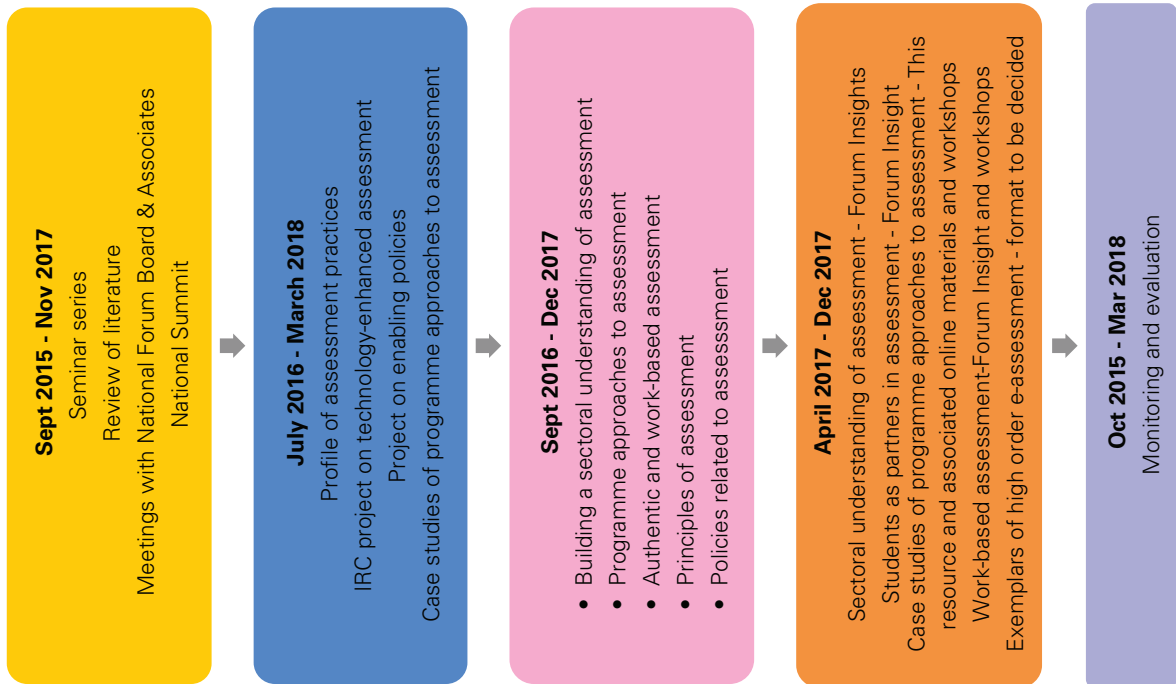 Sept 2015 - Nov 2017
Seminar series
Review of literature
Meetings with National Forum Board & Associates
National Summit
July 2016 - March 2018
Profile of assessment practices
IRC project on technology-enhanced assessment
Project on enabling policies
Case studies of programme approaches to assessment
Sept 2016 - Dec 2017
• Building a sectoral understanding of assessment
• Programme approaches to assessment
• Authentic and work-based assessment
• Principles of assessment
• Policies related to assessment
April 2017 - Dec 2017
Sectoral understanding of assessment - Forum Insights
Students as partners in assessment - Forum Insight
Case studies of programme approaches to assessment - This
resource and associated online materials and workshops
Work-based assessment-Forum Insight and workshops
Exemplars of high order e-assessment - format to be decided
Oct 2015 - Mar 2018
Monitoring and evaluation